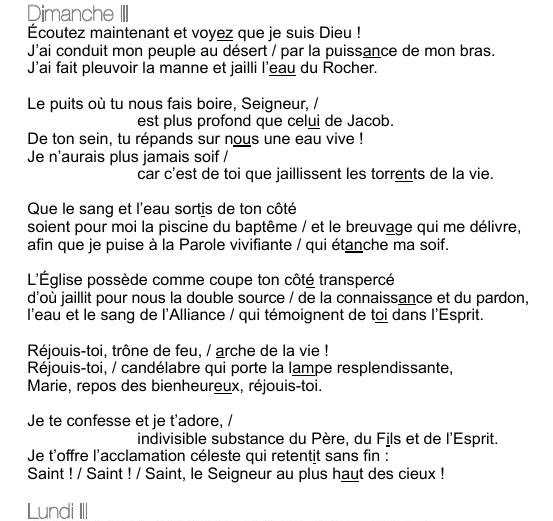 Dimanche III
Écoutez maintenant et voyez que je suis Dieu !
J’ai conduit mon peuple au désert / par la puissance de mon bras.
J’ai fait pleuvoir la manne et jailli l’eau du Rocher.
Le puits où tu nous fais boire, Seigneur, /
est plus profond que celui de Jacob.
De ton sein, tu répands sur nous une eau vive !
Je n’aurais plus jamais soif /
car c’est de toi que jaillissent les torrents de la vie.
Que le sang et l’eau sortis de ton côté
soient pour moi la piscine du baptême / et le breuvage qui me délivre,
afin que je puise à la Parole vivifiante / qui étanche ma soif.
L’Église possède comme coupe ton côté transpercé
d’où jaillit pour nous la double source / de la connaissance et du pardon,
l’eau et le sang de l’Alliance / qui témoignent de toi dans l’Esprit.
Réjouis-toi, trône de feu, / arche de la vie !
Réjouis-toi, / candélabre qui porte la lampe resplendissante,
Marie, repos des bienheureux, réjouis-toi.
Je te confesse et je t’adore, /
indivisible substance du Père, du Fils et de l’Esprit.
Je t’offre l’acclamation céleste qui retentit sans fin :
Saint ! / Saint ! / Saint, le Seigneur au plus haut des cieux !
Lundi III